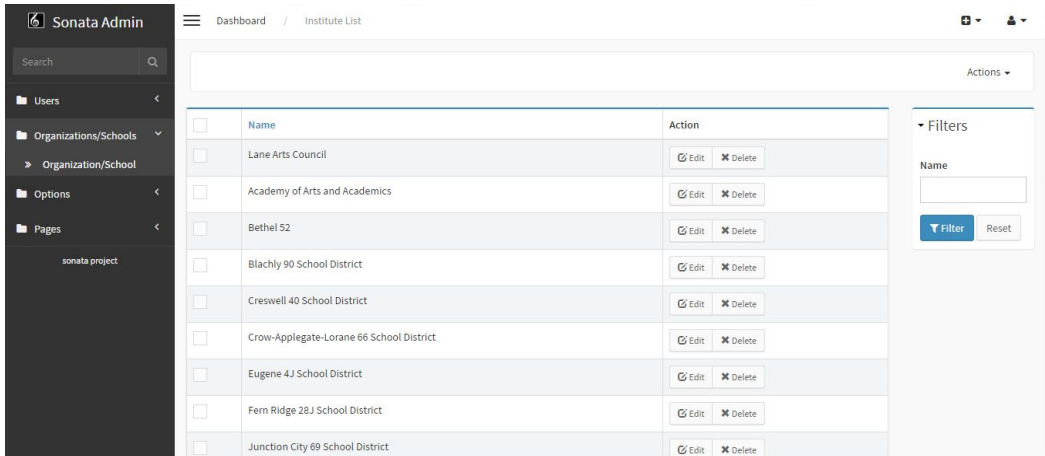 Sonata Admin
Dashboard / Institute List
Search
Users
Organizations/Schools
Organization/School
Options
Pages
sonata project
Actions
Name Action
Lane Arts Council Edit Delete
Academy of Arts and Academics Edit Delete
Bethel 52 Edit Delete
Blachly 90 School District Edit Delete
Creswell 40 School District Edit Delete
Crow-Applegate-Lorane 66 School District Edit Delete
Eugene 4J School District Edit Delete
Fern Ridge 28J School District Edit Delete
Junction City 69 School District Edit Delete
Filters
Name
Filter Reset